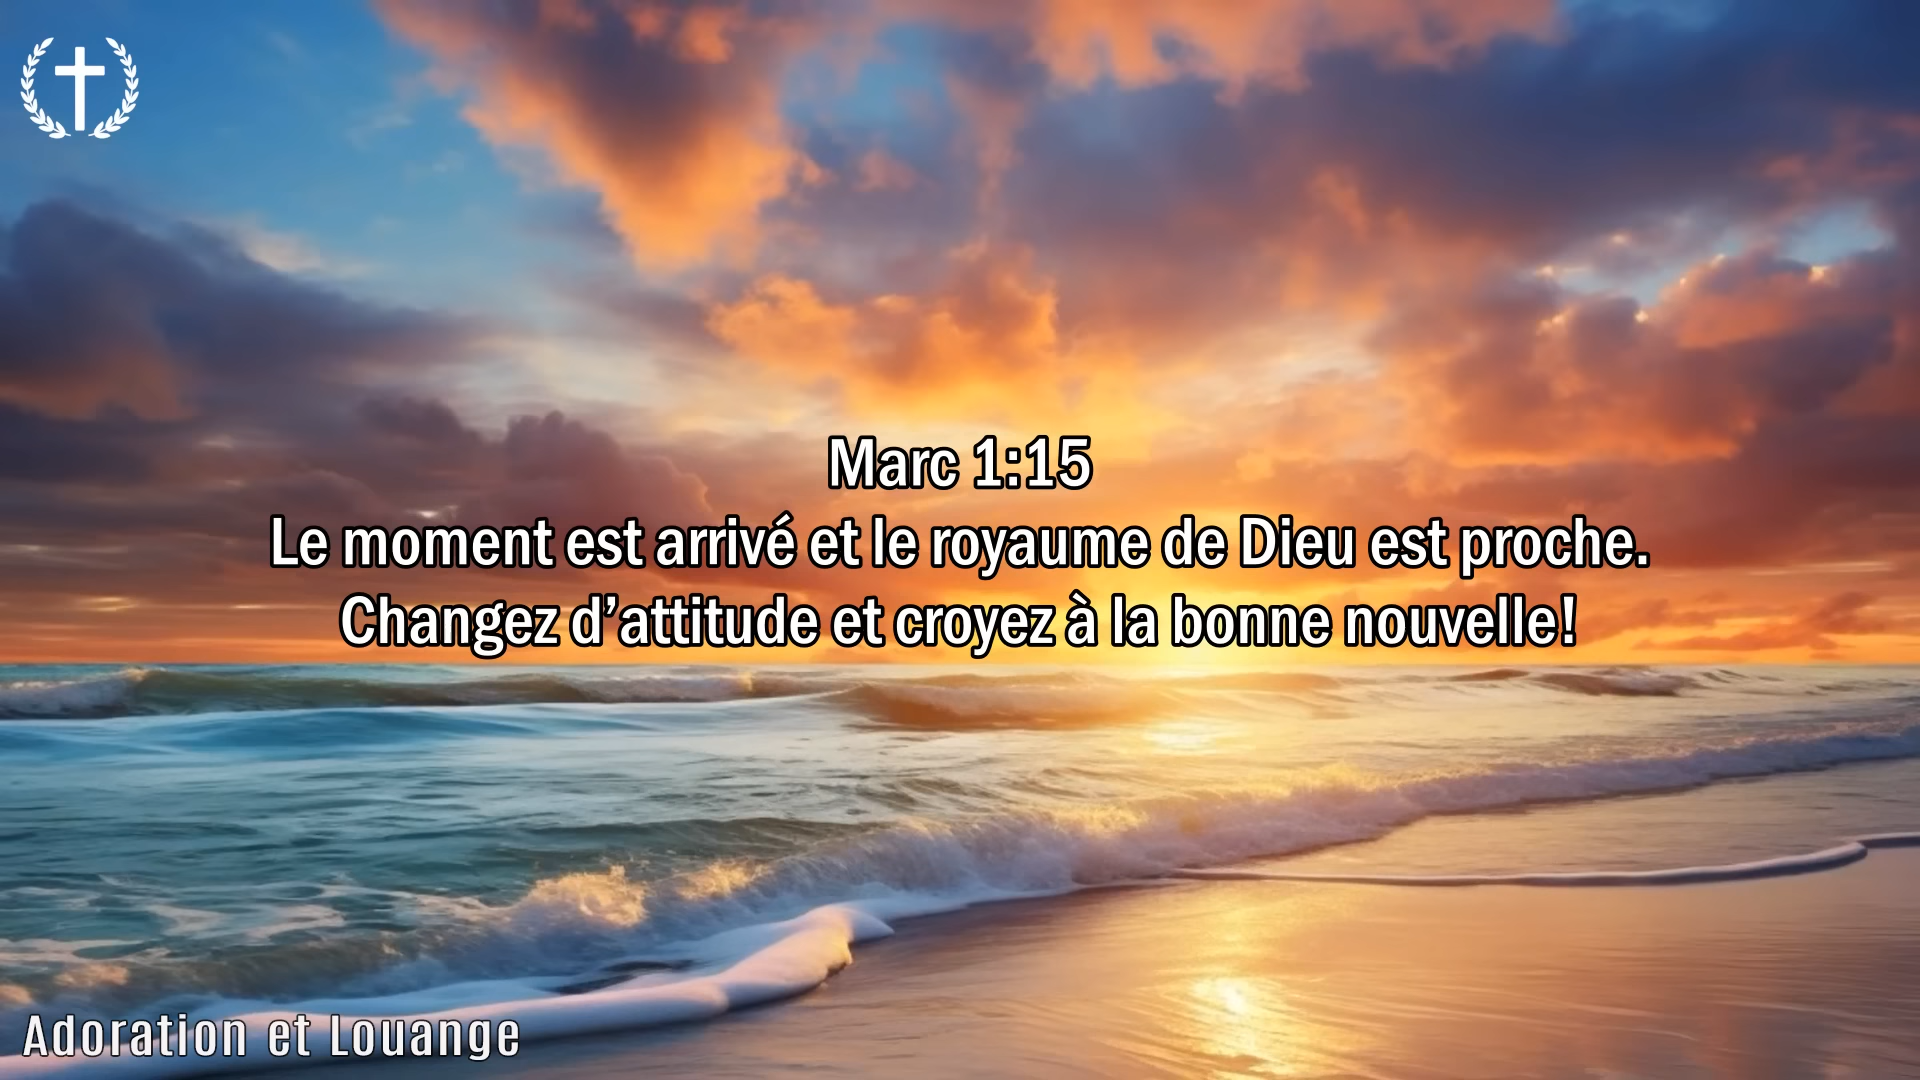 Marc 1:15
Le moment est arrivé et le royaume de Dieu est proche.
Changez d’attitude et croyez à la bonne nouvelle!
Adoration et Louange